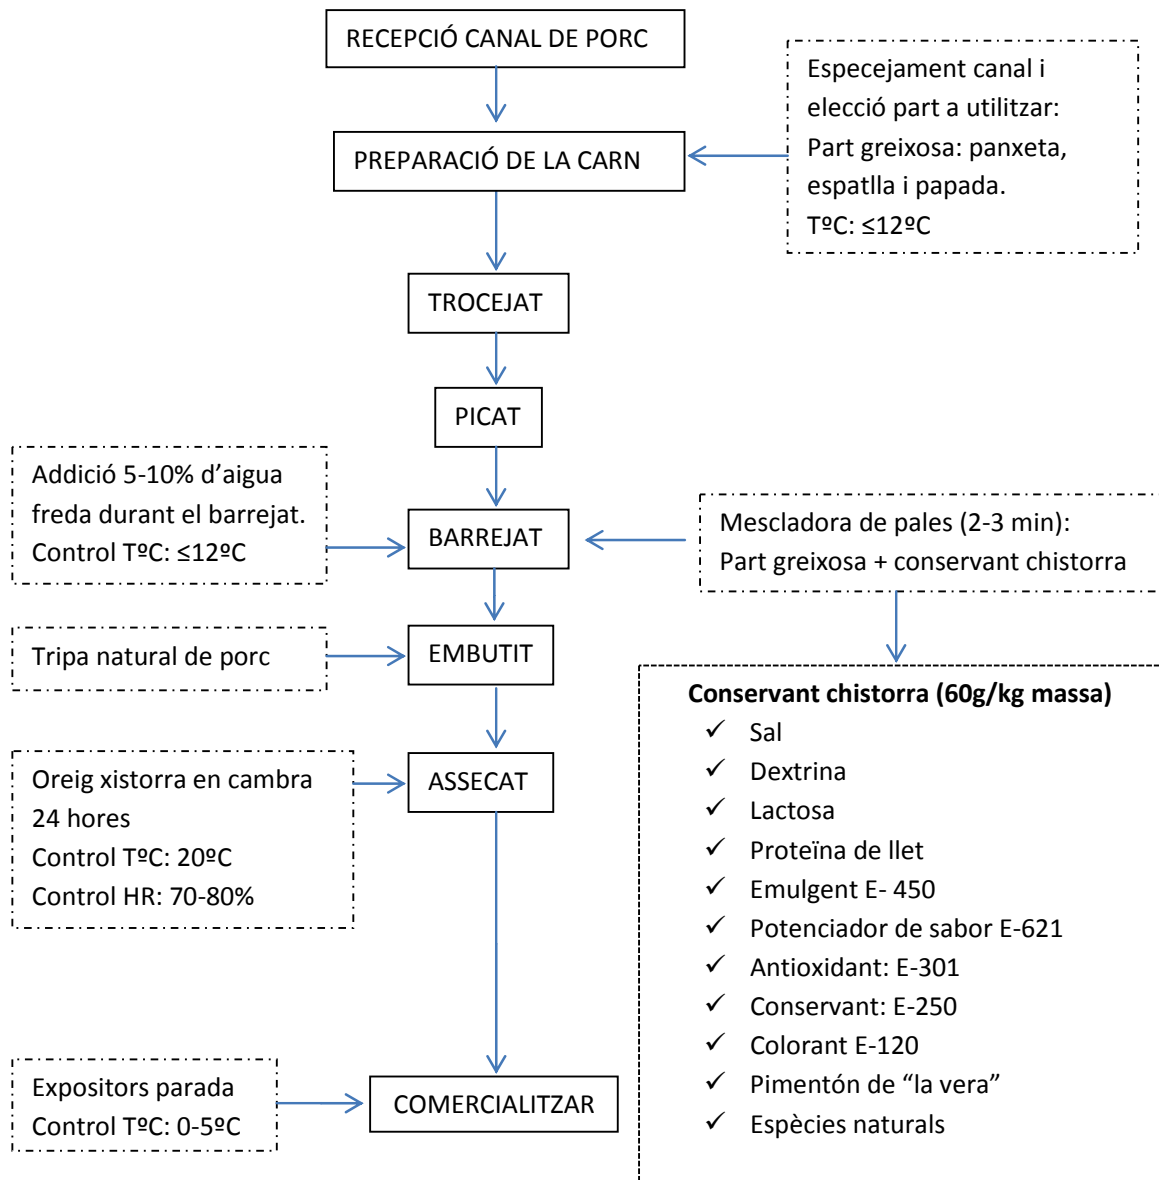 RECEPCIÓ CANAL DE PORC
Especejament canal i
elecció part a utilitzar:
Part greixosa: panxeta,
espatlla i papada.
TºC: ≤12ºC
PREPARACIÓ DE LA CARN
TROCEJAT
PICAT
Addició 5-10% d’aigua
freda durant el barrejat.
Control TºC: ≤12ºC
BARREJAT
Mescladora de pales (2-3 min):
Part greixosa + conservant chistorra
Tripa natural de porc
EMBUTIT
Conservant chistorra (60g/kg massa)
✓ Sal
✓ Dextrina
✓ Lactosa
✓ Proteïna de llet
✓ Emulgent E- 450
✓ Potenciador de sabor E-621
✓ Antioxidant: E-301
✓ Conservant: E-250
✓ Colorant E-120
✓ Pimentón de “la vera”
✓ Espècies naturals
Oreig xistorra en cambra
24 hores
Control TºC: 20ºC
Control HR: 70-80%
ASSECAT
Expositors parada
Control TºC: 0-5ºC
COMERCIALITZAR